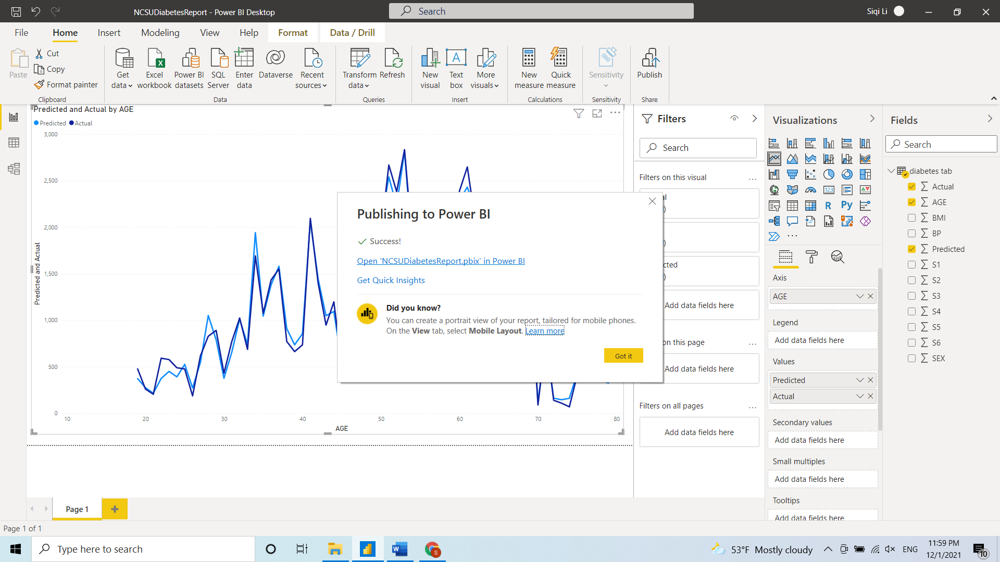 NCSUDiabetesReport - Power BI Desktop
Search
Siqi Li
File Home Insert Modeling View Help Format Data / Drill
Paste
Cut
Copy
Format painter
Clipboard
Get data
Excel workbook
Power BI datasets
SQL Server
Enter data
Dataverse
Recent sources
Data
Transform data
Refresh
Queries
New visual
Text box
More visuals
Insert
New measure
Quick measure
Calculations
Sensitivity
Sensitivity
Publish
Share
Predicted and Actual by AGE
Predicted Actual
3,000
2,500
2,000
1,500
1,000
500
0
Predicted and Actual
10 20 30 40 50 60 70 80
AGE
Publishing to Power BI
Success!
Open 'NCSUDiabetesReport.pbix' in Power BI
Get Quick Insights
Did you know?
You can create a portrait view of your report, tailored for mobile phones.
On the View tab, select Mobile Layout. Learn more
Got it
Filters
Search
Filters on this visual
...
al
)
)
cted
)
Add data fields here
on this page
...
Add data fields here
Filters on all pages
...
Add data fields here
Visualizations
123
R
Py
...
Axis
AGE
Legend
Add data fields here
Values
Predicted
Actual
Secondary values
Add data fields here
Small multiples
Add data fields here
Tooltips
Add data fields here
Fields
Search
diabetes tab
Actual
AGE
BMI
BP
Predicted
S1
S2
S3
S4
S5
S6
SEX
Page 1
+
Page 1 of 1
Type here to search
53°F Mostly cloudy
ENG
11:59 PM
12/1/2021
10